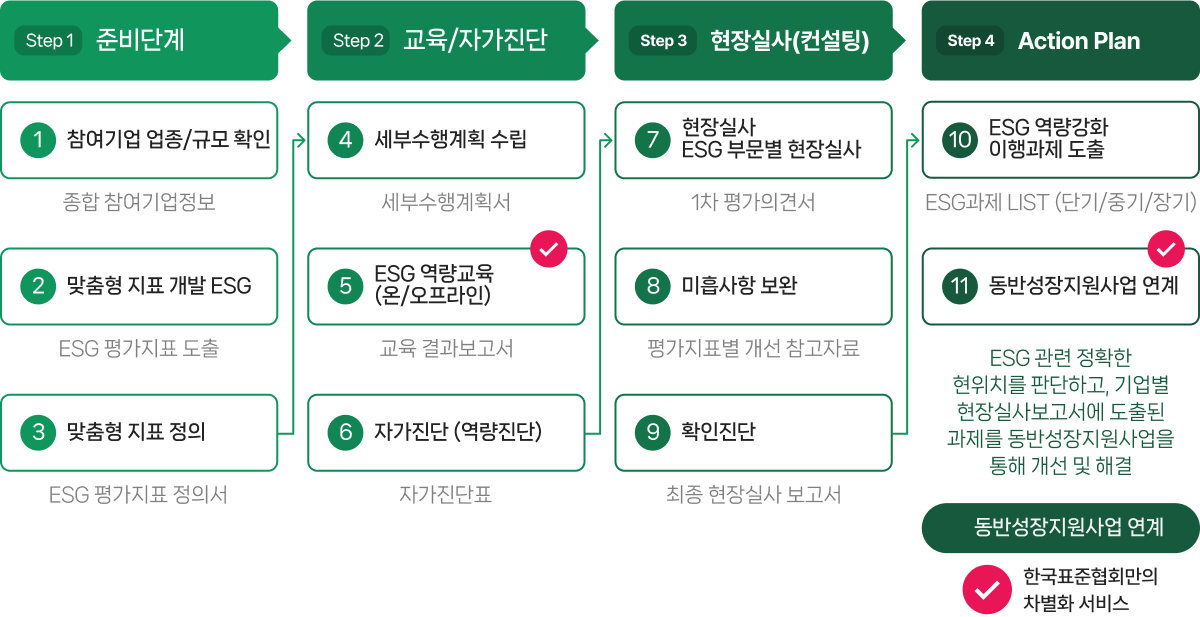 Step 1 준비단계
1 참여기업 업종/규모 확인
종합 참여기업정보
2 맞춤형 지표 개발 ESG
ESG 평가지표 도출
3 맞춤형 지표 정의
ESG 평가지표 정의서
Step 2 교육/자가진단
4 세부수행계획 수립
세부수행계획서
5 ESG 역량교육
(온/오프라인)
교육 결과보고서
6 자가진단 (역량진단)
자가진단표
Step 3 현장실사(컨설팅)
7 현장실사
ESG 부문별 현장실사
1차 평가의견서
8 미흡사항 보완
평가지표별 개선 참고자료
9 확인진단
최종 현장실사 보고서
Step 4 Action Plan
10 ESG 역량강화
이행과제 도출
ESG과제 LIST (단기/중기/장기)
11 동반성장지원사업 연계
ESG 관련 정확한
현위치를 판단하고, 기업별
현장실사보고서에 도출된
과제를 동반성장지원사업을
통해 개선 및 해결
동반성장지원사업 연계
한국표준협회만의
차별화 서비스